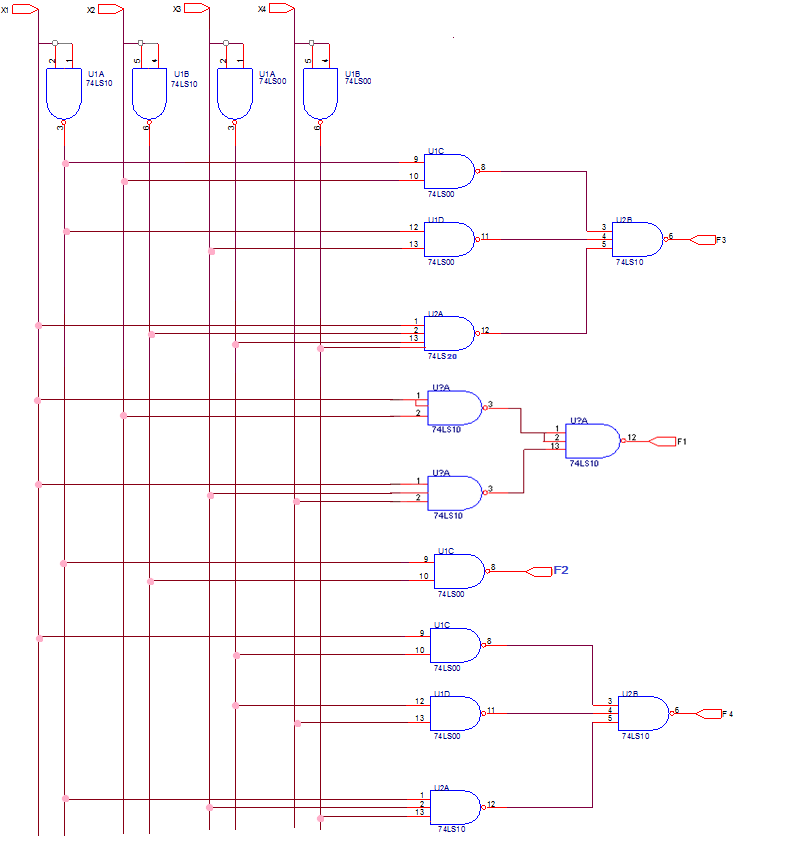 X1 X2 X3 X4
2 1 5 4 2 1 5 4
U1A U1B U1A U1B
74LS10 74LS10 74LS00 74LS00
3 6 3 6
U1C
9 8
10
74LS00
U1D
12 11
13
74LS00
U2B
3 6 F3
4
5
74LS10
U2A
1
2 12
13
74LS20
U?A
1 3
2
74LS10
U?A
1
2 12 F1
13
74LS10
U?A
1 3
2
74LS10
U1C
9 8 F2
10
74LS00
U1C
9 8
10
74LS00
U1D
12 11
13
74LS00
U2B
3 6 F4
4
5
74LS10
U2A
1
2 12
13
74LS10